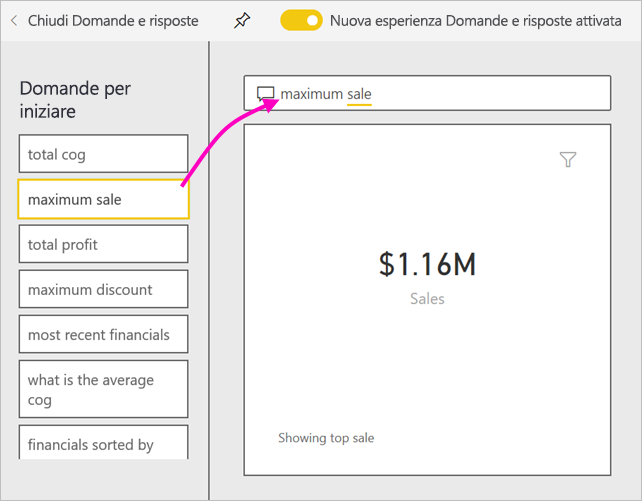 Chiudi Domande e risposte
Nuova esperienza Domande e risposte attivata
Domande per
iniziare
total cog
maximum sale
total profit
maximum discount
most recent financials
what is the average
cog
financials sorted by
maximum sale
$1.16M
Sales
Showing top sale